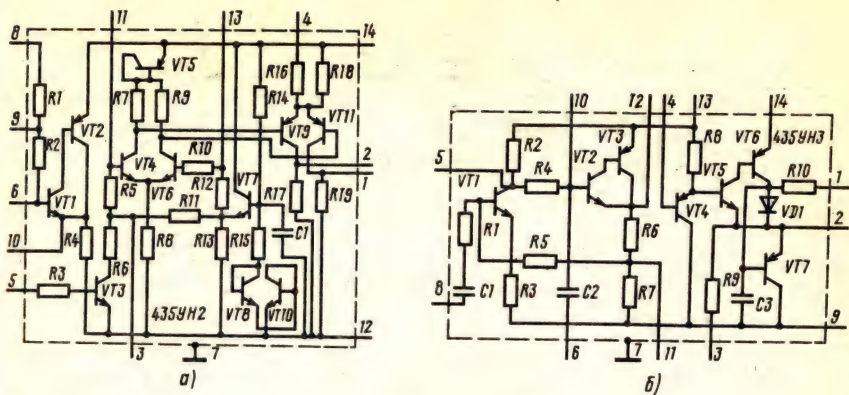 11 13 4
8 14
VT5
R1 R7 R9 R16 R18
R14
9 VT2 VT11
R2 VT9
R10
VT4
6 2
R5 VT6 R12 VT7
VT1 R11 R17 R19 1
10 R4 R8 R13 R15 C1
R6
5 R3
VT3
VT8 VT10
435УН2
12
3 7
а)
10 12 4 13 14
VT3 VT6 435УН3
R2 R8
5 R4 VT2 VT5 R10
VT1 1
VT4 VD1
R1 R6 2
R5
R9 VT7
8 R3 R7
C1 C2 C3
9
6 7 11 3
б)